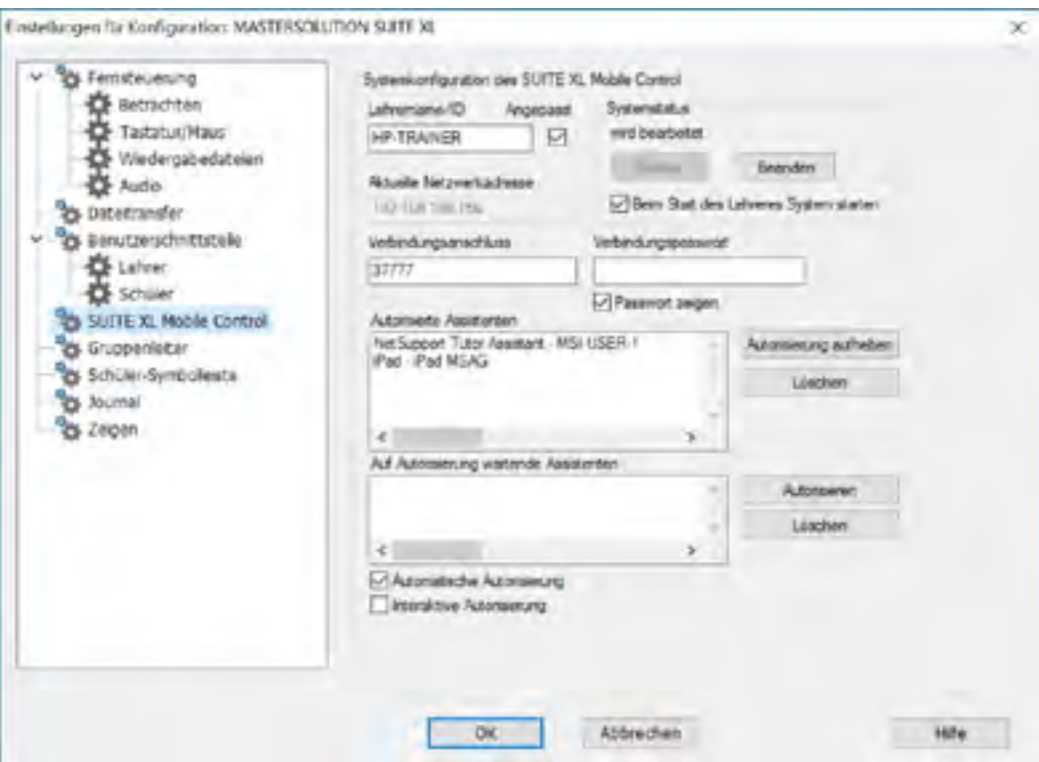 Einstellungen für Konfiguration: MASTERSOLUTION SUITE XL
Fernsteuerung
Betrachten
Tastatur/Maus
Wiedergabedateien
Audio
Dateitransfer
Benutzerschnittstelle
Lehrer
Schüler
SUITE XL Mobile Control
Gruppenleiter
Schüler-Symbolleiste
Journal
Zeigen
Systemkonfiguration des SUITE XL Mobile Control
Lehrername/ID Angepasst Systemstatus
HP-TRAINER wird bearbeitet
Beenden
Aktuelle Netzwerkadresse
Beim Start des Lehrers System starten
Verbindungsanschluss Verbindungspasswort
37777
Passwort zeigen
Autorisierte Assistenten
NetSupport Tutor Assistant - MSI USER-1
iPad - iPad MSAG
Autorisierung aufheben
Löschen
Auf Autorisierung wartende Assistenten
Autorisieren
Löschen
Automatische Autorisierung
Interaktive Autorisierung
OK Abbrechen Hilfe